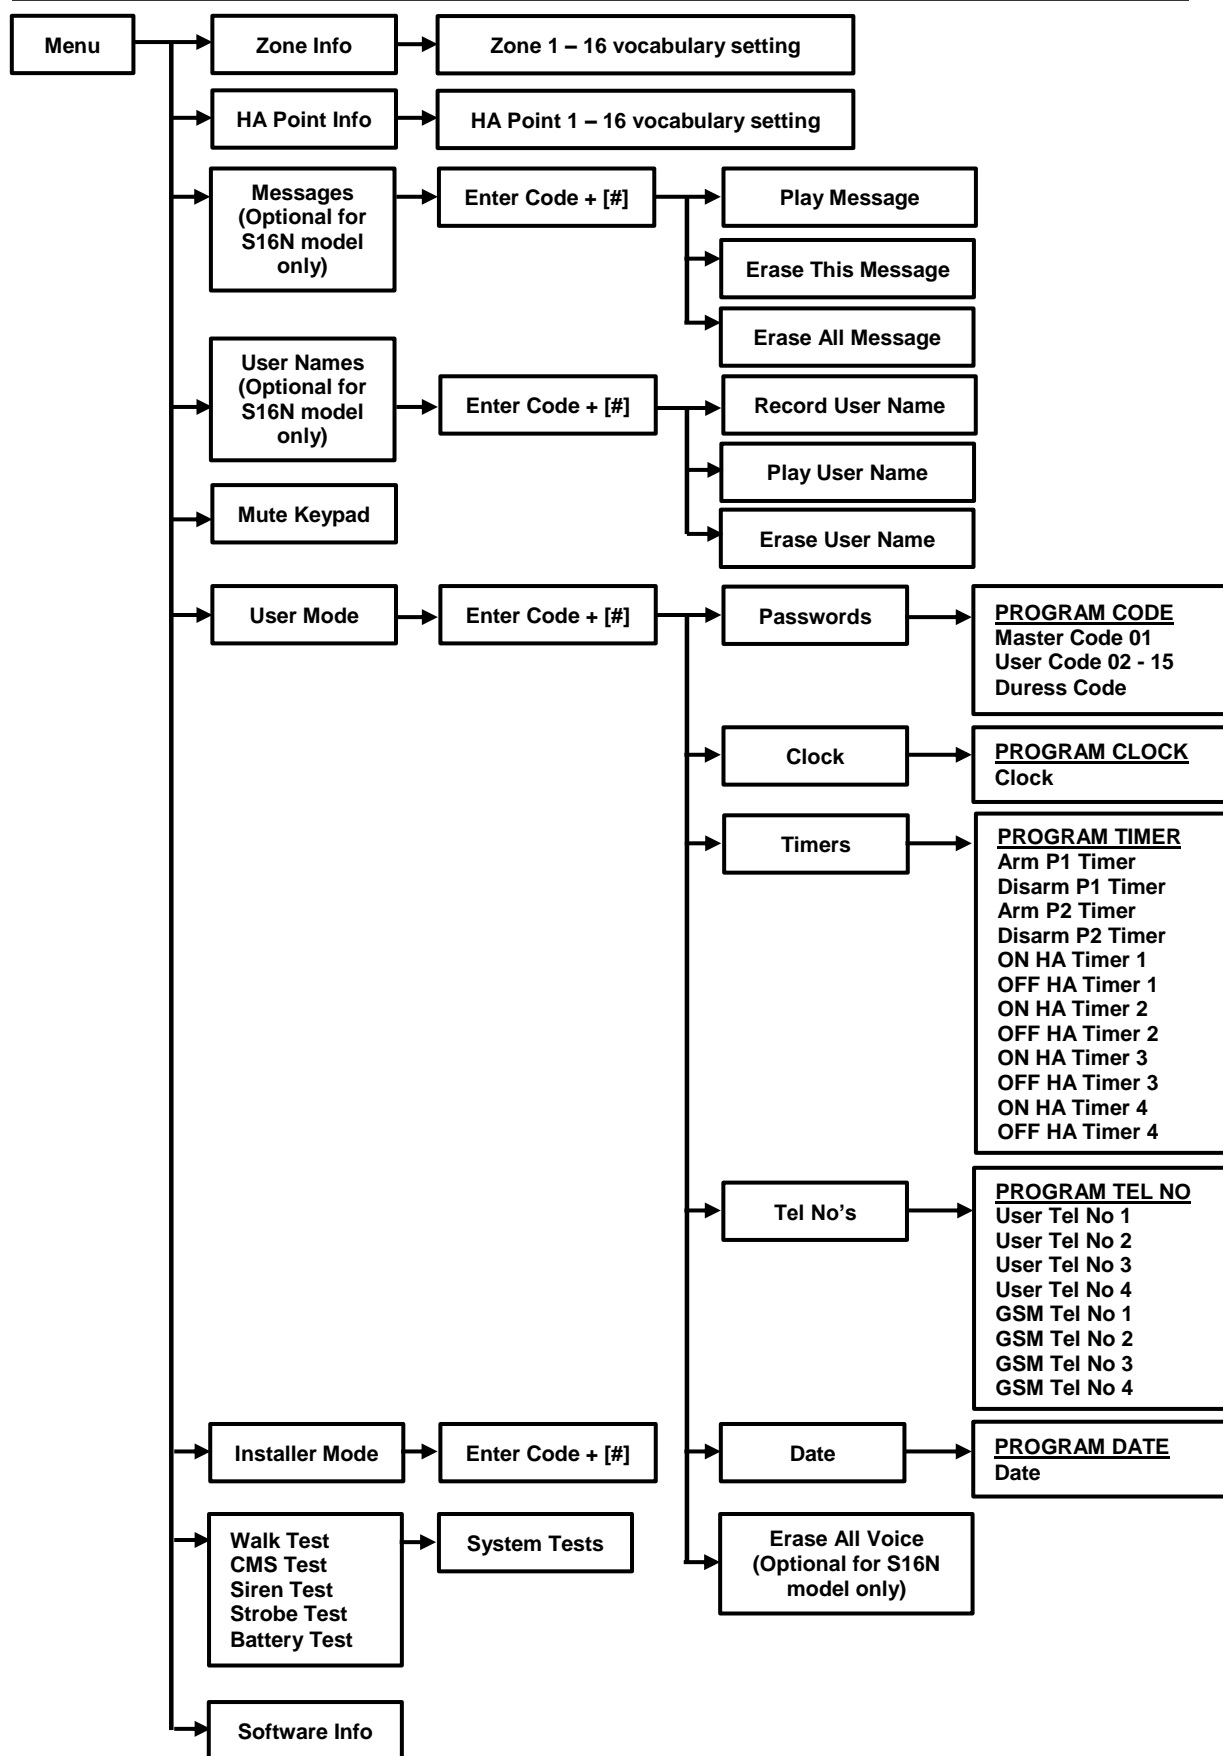 Menu
Zone Info
Zone 1 – 16 vocabulary setting
HA Point Info
HA Point 1 – 16 vocabulary setting
Messages
(Optional for
S16N model
only)
Enter Code + [#]
Play Message
Erase This Message
Erase All Message
User Names
(Optional for
S16N model
only)
Enter Code + [#]
Record User Name
Play User Name
Erase User Name
Mute Keypad
User Mode
Enter Code + [#]
Passwords
PROGRAM CODE
Master Code 01
User Code 02 - 15
Duress Code
Clock
PROGRAM CLOCK
Clock
Timers
PROGRAM TIMER
Arm P1 Timer
Disarm P1 Timer
Arm P2 Timer
Disarm P2 Timer
ON HA Timer 1
OFF HA Timer 1
ON HA Timer 2
OFF HA Timer 2
ON HA Timer 3
OFF HA Timer 3
ON HA Timer 4
OFF HA Timer 4
Tel No’s
PROGRAM TEL NO
User Tel No 1
User Tel No 2
User Tel No 3
User Tel No 4
GSM Tel No 1
GSM Tel No 2
GSM Tel No 3
GSM Tel No 4
Installer Mode
Enter Code + [#]
Date
PROGRAM DATE
Date
Walk Test
CMS Test
Siren Test
Strobe Test
Battery Test
System Tests
Erase All Voice
(Optional for S16N
model only)
Software Info